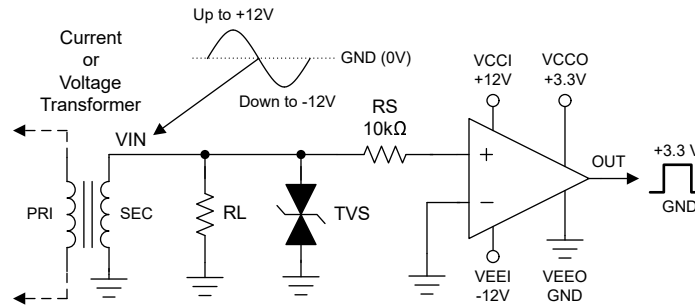 Up to +12V
Current
or
Voltage
Transformer
GND (0V)
Down to -12V
VIN
VCCI
+12V
VCCO
+3.3V
RS
10kΩ
OUT
+3.3 V
GND
+
−
PRI
SEC
RL
TVS
VEEI
-12V
VEEO
GND